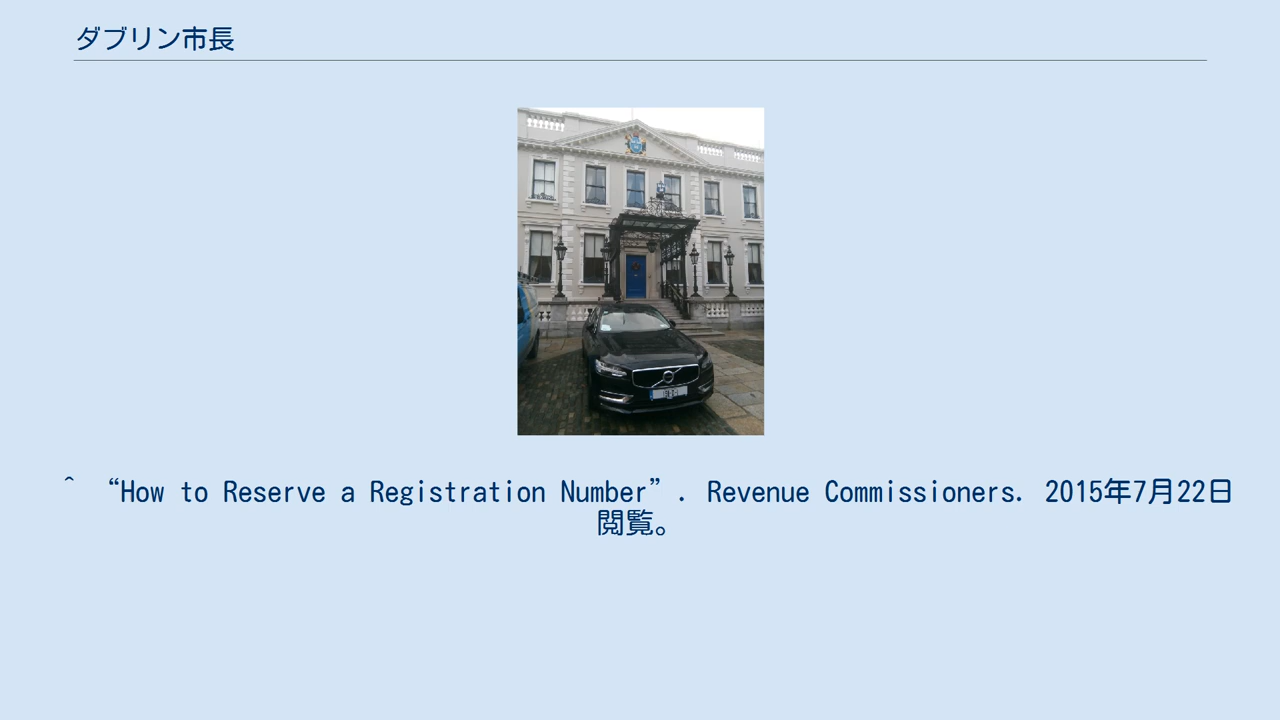 ダブリン市長
^ “How to Reserve a Registration Number”. Revenue Commissioners. 2015年7月22日
閲覧。